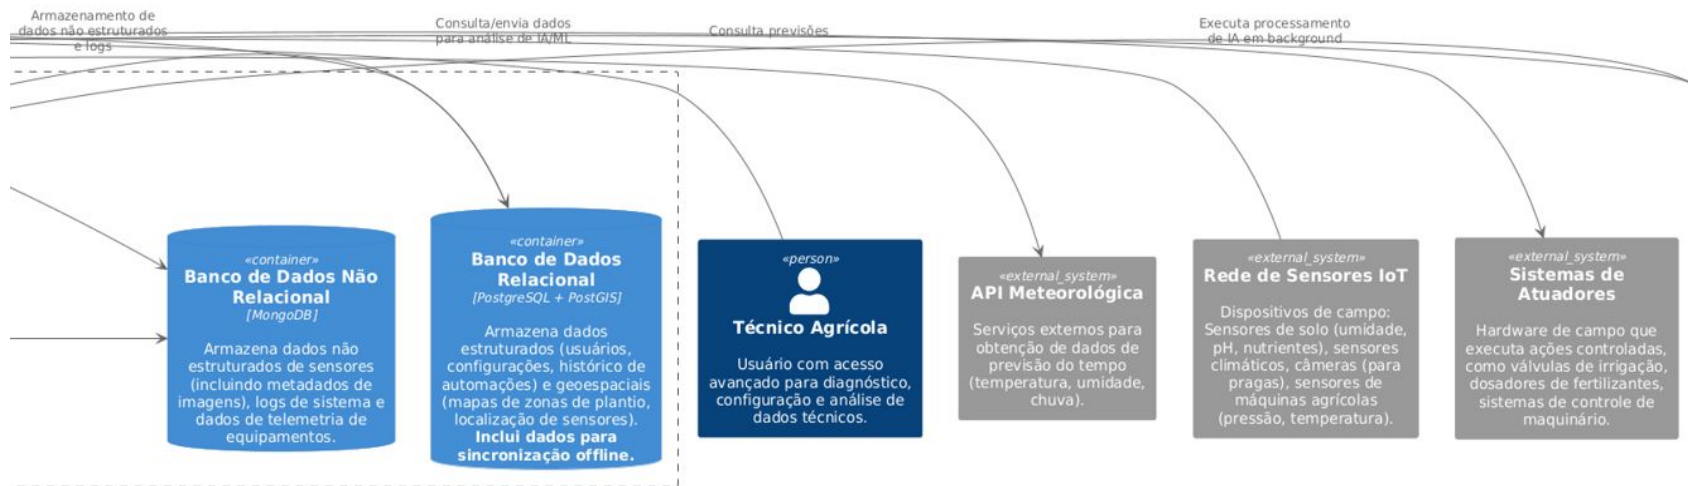 Armazenamento de
dados não estruturados
e logs
Consulta/envia dados
para análise de IA/ML
Consulta previsões
Executa processamento
de IA em background
«container»
Banco de Dados Não
Relacional
[MongoDB]
Armazena dados não
estruturados de sensores
(incluindo metadados de
imagens), logs de sistema e
dados de telemetria de
equipamentos.
«container»
Banco de Dados
Relacional
[PostgreSQL + PostGIS]
Armazena dados
estruturados (usuários,
configurações, histórico de
automações) e geoespaciais
(mapas de zonas de plantio,
localização de sensores).
Inclui dados para
sincronização offline.
«person»
Técnico Agrícola
Usuário com acesso
avançado para diagnóstico,
configuração e análise de
dados técnicos.
«external_system»
API Meteorológica
Serviços externos para
obtenção de dados de
previsão do tempo
(temperatura, umidade,
chuva).
«external_system»
Rede de Sensores IoT
Dispositivos de campo:
Sensores de solo (umidade,
pH, nutrientes), sensores
climáticos, câmeras (para
pragas), sensores de
máquinas agrícolas
(pressão, temperatura).
«external_system»
Sistemas de
Atuadores
Hardware de campo que
executa ações controladas,
como válvulas de irrigação,
dosadores de fertilizantes,
sistemas de controle de
maquinário.